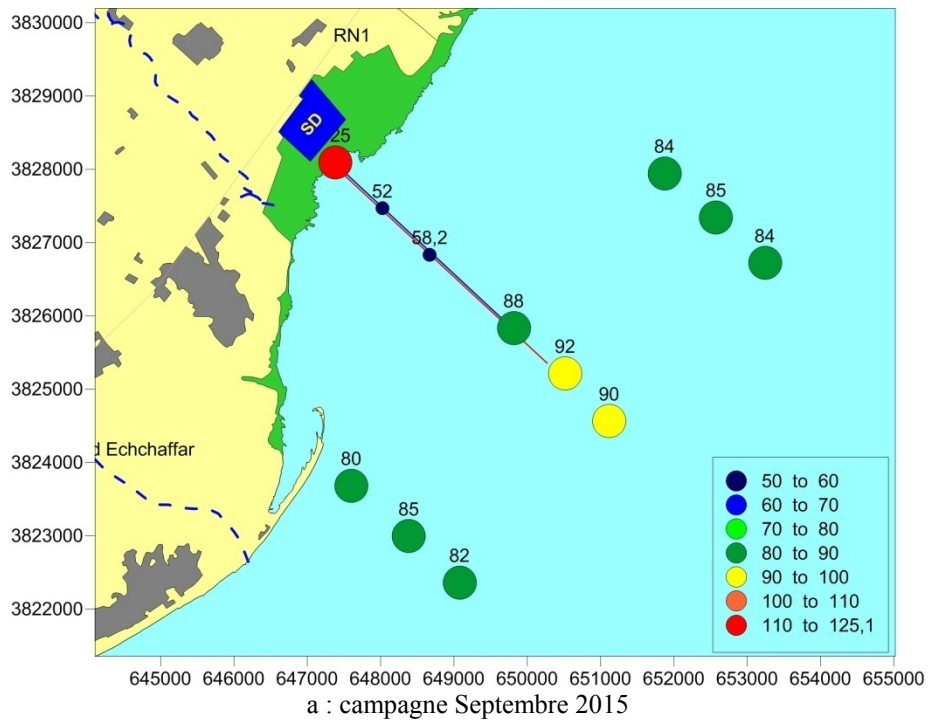 3830000
RN1
3829000
SD
25
3828000
84
52
85
3827000
58,2
84
3826000
88
92
3825000
90
d Echchaffar
3824000
80
50 to 60
85
60 to 70
3823000
70 to 80
82
80 to 90
90 to 100
3822000
100 to 110
110 to 125,1
645000 646000 647000 648000 649000 650000 651000 652000 653000 654000 655000
a : campagne Septembre 2015